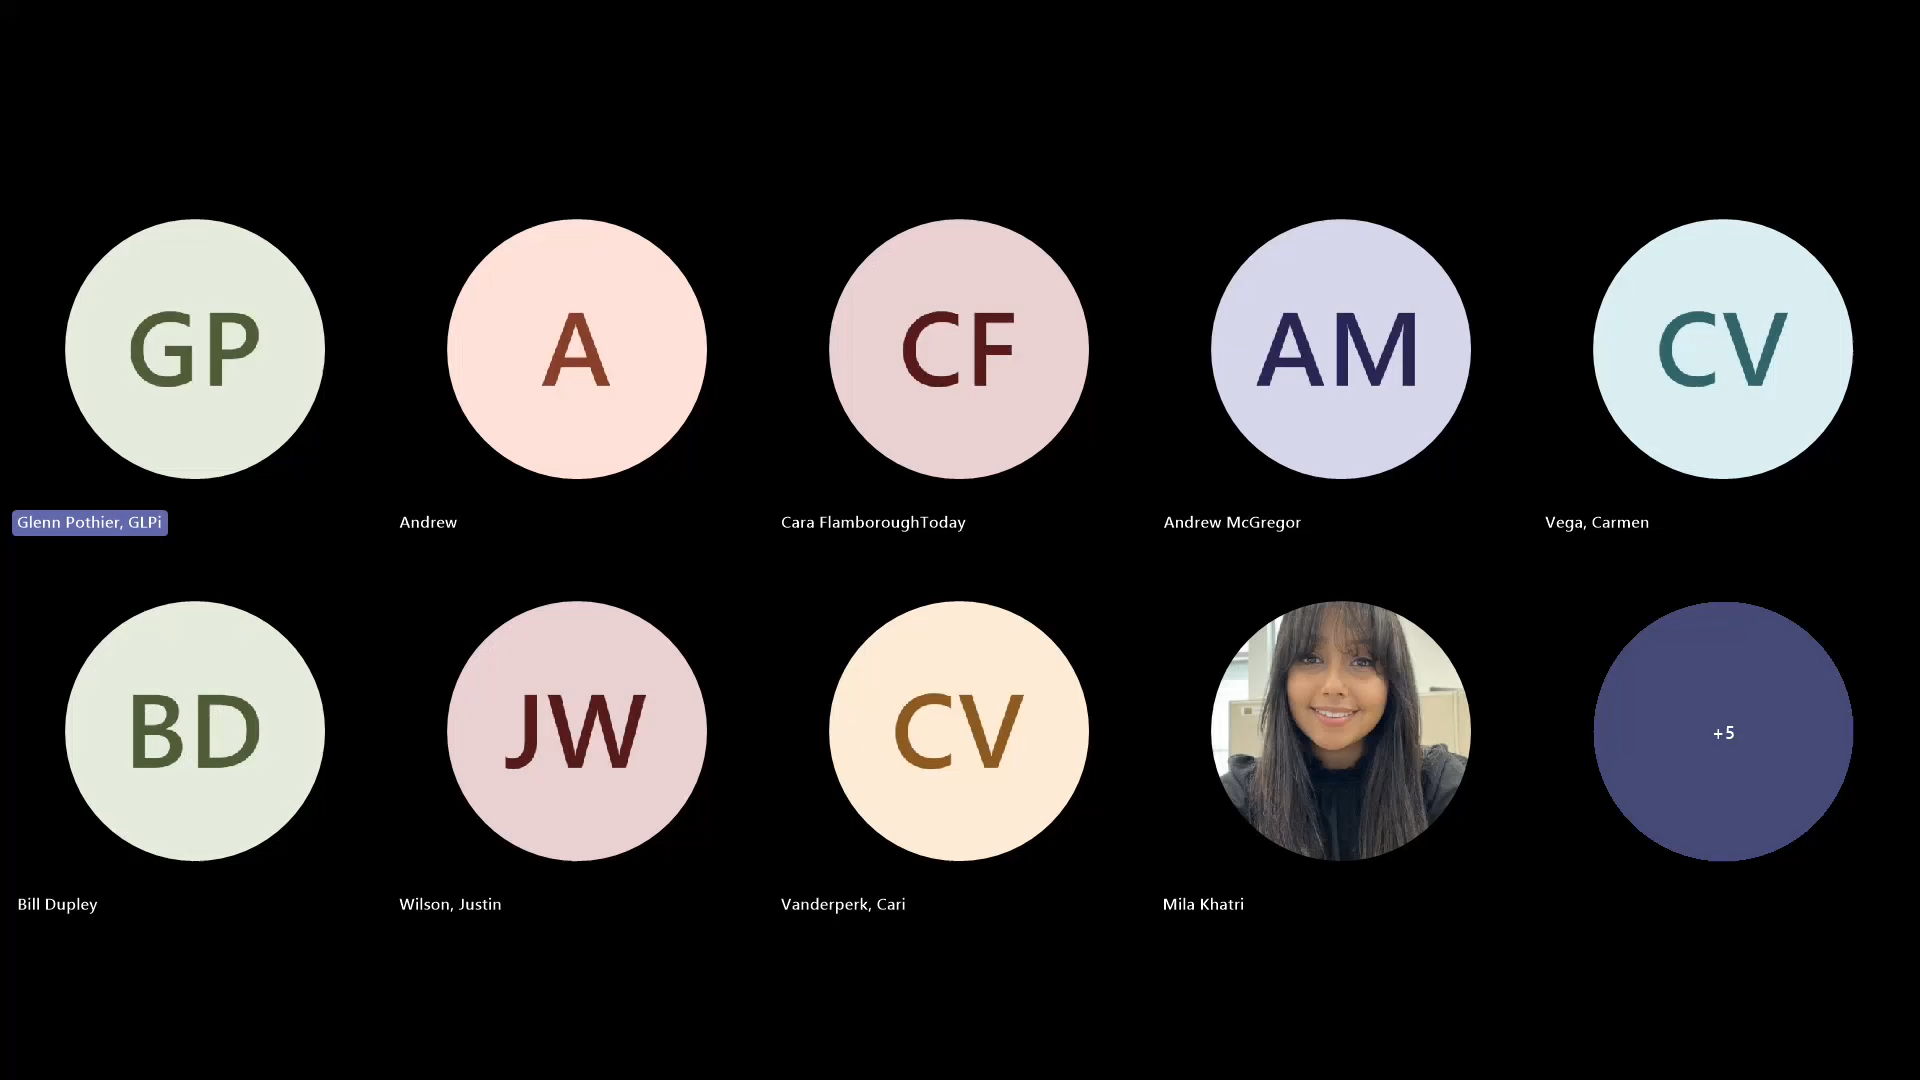 GP
A
CF
AM
CV
Glenn Pothier, GLPi
Andrew
Cara FlamboroughToday
Andrew McGregor
Vega, Carmen
BD
JW
CV
+5
Bill Dupley
Wilson, Justin
Vanderperk, Cari
Mila Khatri